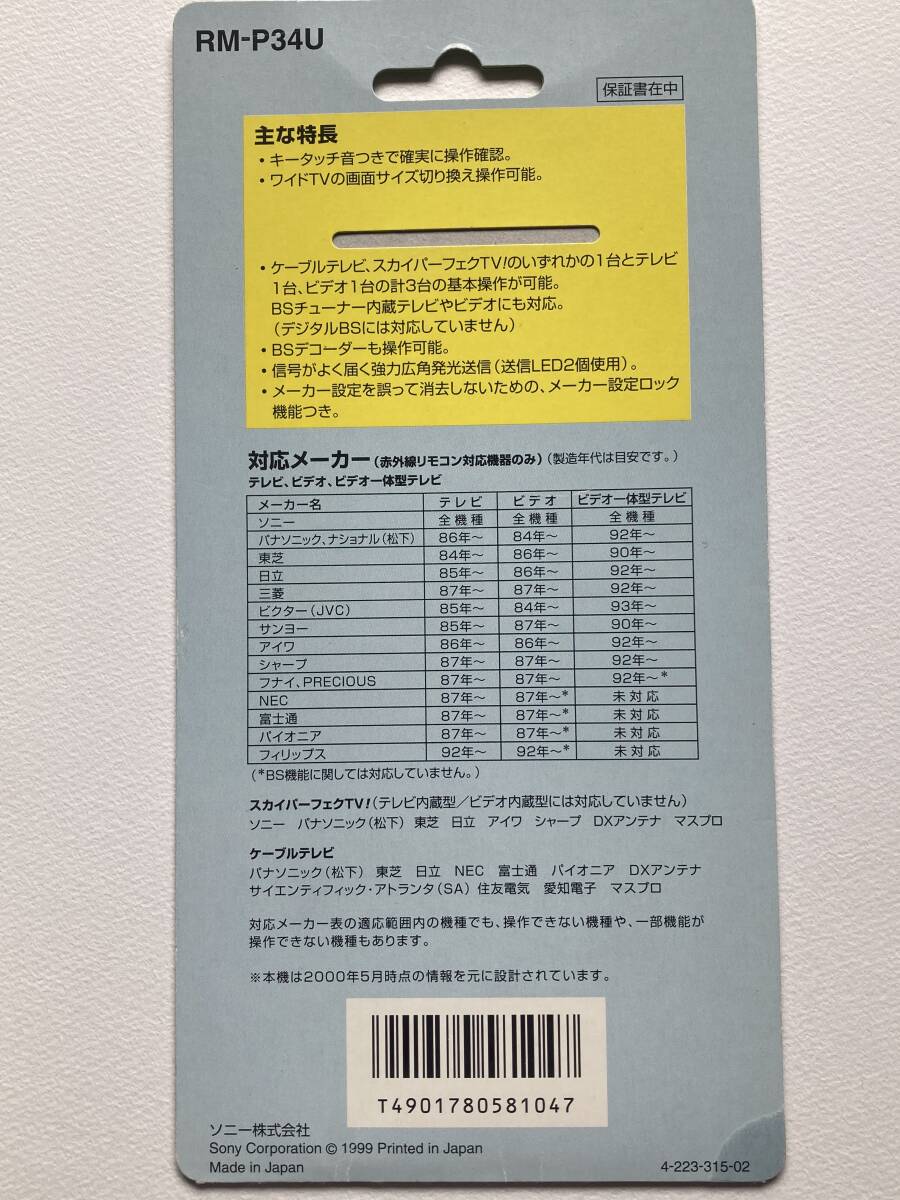 RM-P34U
保証書在中
主な特長
・キータッチ音つきで確実に操作確認。
・ワイドTVの画面サイズ切り換え操作可能。
・ケーブルテレビ、スカイパーフェクTV!のいずれかの1台とテレビ
1台、ビデオ1台の計3台の基本操作が可能。
BSチューナー内蔵テレビやビデオにも対応。
(デジタルBSには対応していません)
・BSデコーダーも操作可能。
・信号がよく届く強力広角発光送信(送信LED2個使用)。
・メーカー設定を誤って消去しないための、メーカー設定ロック
機能つき。
対応メーカー(赤外線リモコン対応機器のみ)(製造年代は目安です。)
テレビ、ビデオ、ビデオ一体型テレビ
メーカー名 テレビ ビデオ ビデオ一体型テレビ
ソニー 全機種 全機種 全機種
パナソニック、ナショナル(松下) 86年〜 84年〜 92年〜
東芝 84年〜 86年〜 90年〜
日立 85年〜 86年〜 92年〜
三菱 87年〜 87年〜 92年〜
ビクター(JVC) 85年〜 84年〜 93年〜
サンヨー 85年〜 87年〜 90年〜
アイワ 86年〜 86年〜 92年〜
シャープ 87年〜 87年〜 92年〜
フナイ、PRECIOUS 87年〜 87年〜 92年〜*
NEC 87年〜 87年〜* 未対応
富士通 87年〜 87年〜* 未対応
パイオニア 87年〜 87年〜* 未対応
フィリップス 92年〜 92年〜* 未対応
(*BS機能に関しては対応していません。)
スカイパーフェクTV!(テレビ内蔵型/ビデオ内蔵型には対応していません)
ソニー パナソニック(松下) 東芝 日立 アイワ シャープ DXアンテナ マスプロ
ケーブルテレビ
パナソニック(松下) 東芝 日立 NEC 富士通 パイオニア DXアンテナ
サイエンティフィック・アトランタ(SA) 住友電気 愛知電子 マスプロ
対応メーカー表の適応範囲内の機種でも、操作できない機種や、一部機能が
操作できない機種もあります。
※本機は2000年5月時点の情報を元に設計されています。
T4901780581047
ソニー株式会社
Sony Corporation © 1999 Printed in Japan
Made in Japan
4-223-315-02